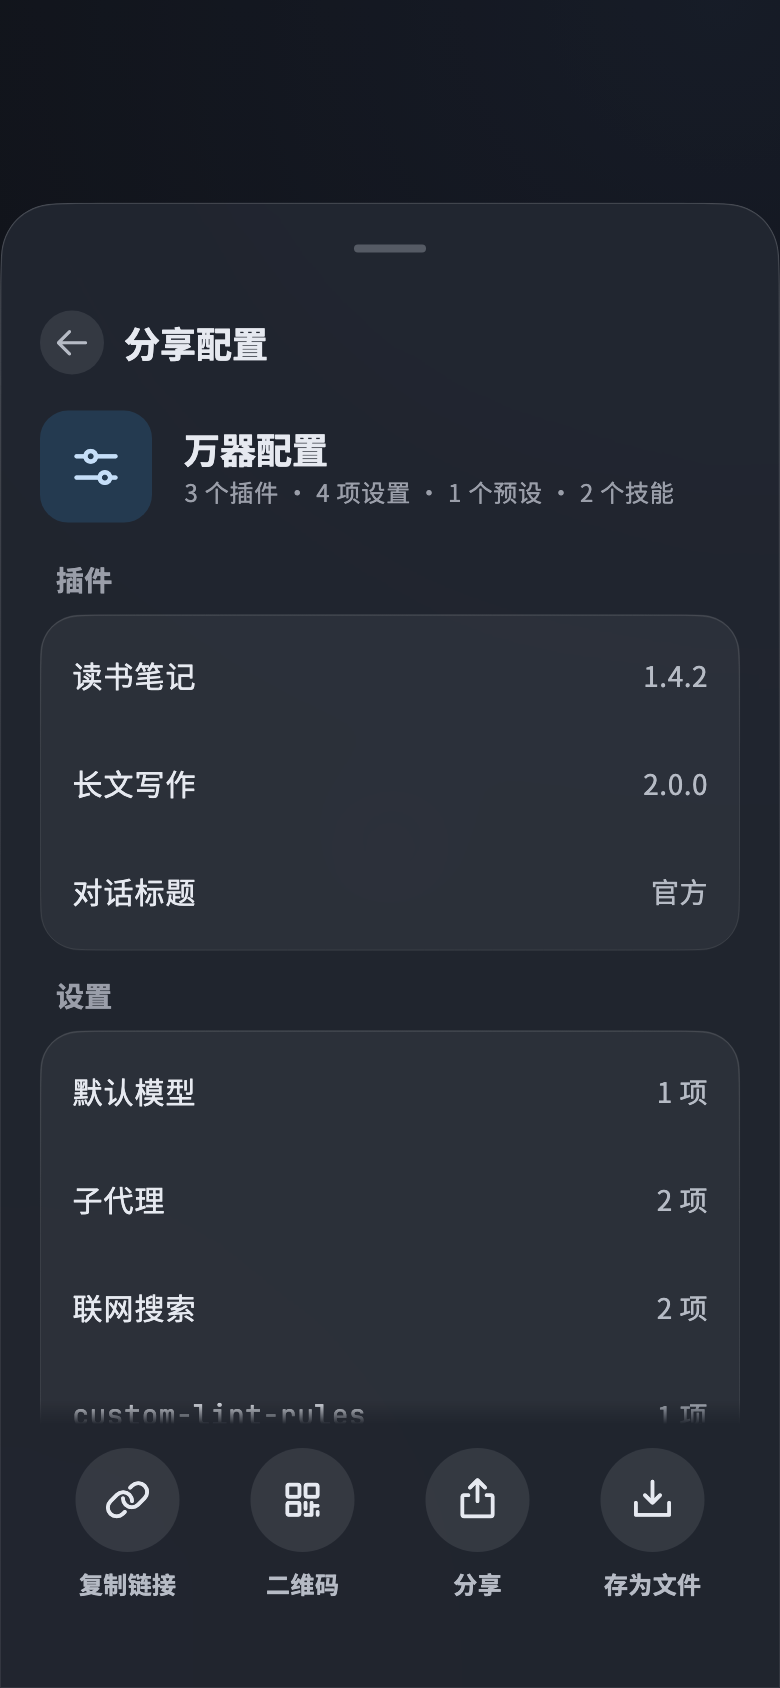 分享配置
万器配置
3 个插件 • 4 项设置 • 1 个预设 • 2 个技能
插件
读书笔记 1.4.2
长文写作 2.0.0
对话标题 官方
设置
默认模型 1 项
子代理 2 项
联网搜索 2 项
custom-lint-rules 1 项
复制链接 二维码 分享 存为文件